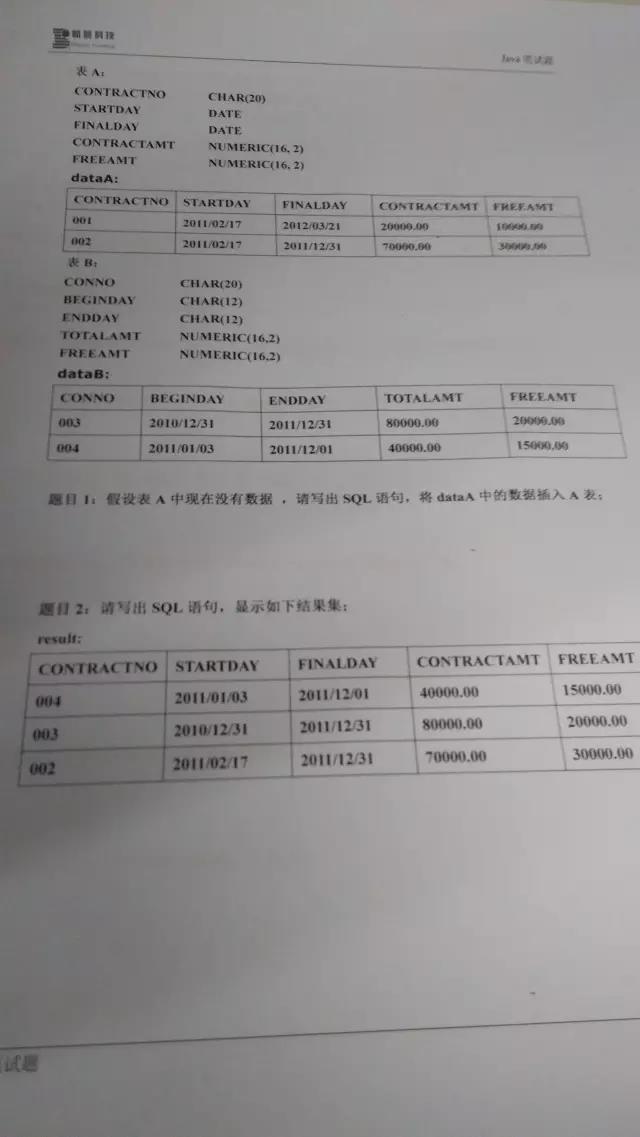 Java 笔试题
表 A:
CONTRACTNO CHAR(20)
STARTDAY DATE
FINALDAY DATE
CONTRACTAMT NUMERIC(16, 2)
FREEAMT NUMERIC(16, 2)
dataA:
CONTRACTNO STARTDAY FINALDAY CONTRACTAMT FREEAMT
001 2011/02/17 2012/03/21 20000.00 10000.00
002 2011/02/17 2011/12/31 70000.00 30000.00
表 B:
CONNO CHAR(20)
BEGINDAY CHAR(12)
ENDDAY CHAR(12)
TOTALAMT NUMERIC(16,2)
FREEAMT NUMERIC(16,2)
dataB:
CONNO BEGINDAY ENDDAY TOTALAMT FREEAMT
003 2010/12/31 2011/12/31 80000.00 20000.00
004 2011/01/03 2011/12/01 40000.00 15000.00
题目 1: 假设表 A 中现在没有数据 ，请写出 SQL 语句，将 dataA 中的数据插入 A 表;
题目 2: 请写出 SQL 语句，显示如下结果集;
result:
CONTRACTNO STARTDAY FINALDAY CONTRACTAMT FREEAMT
004 2011/01/03 2011/12/01 40000.00 15000.00
003 2010/12/31 2011/12/31 80000.00 20000.00
002 2011/02/17 2011/12/31 70000.00 30000.00
试题